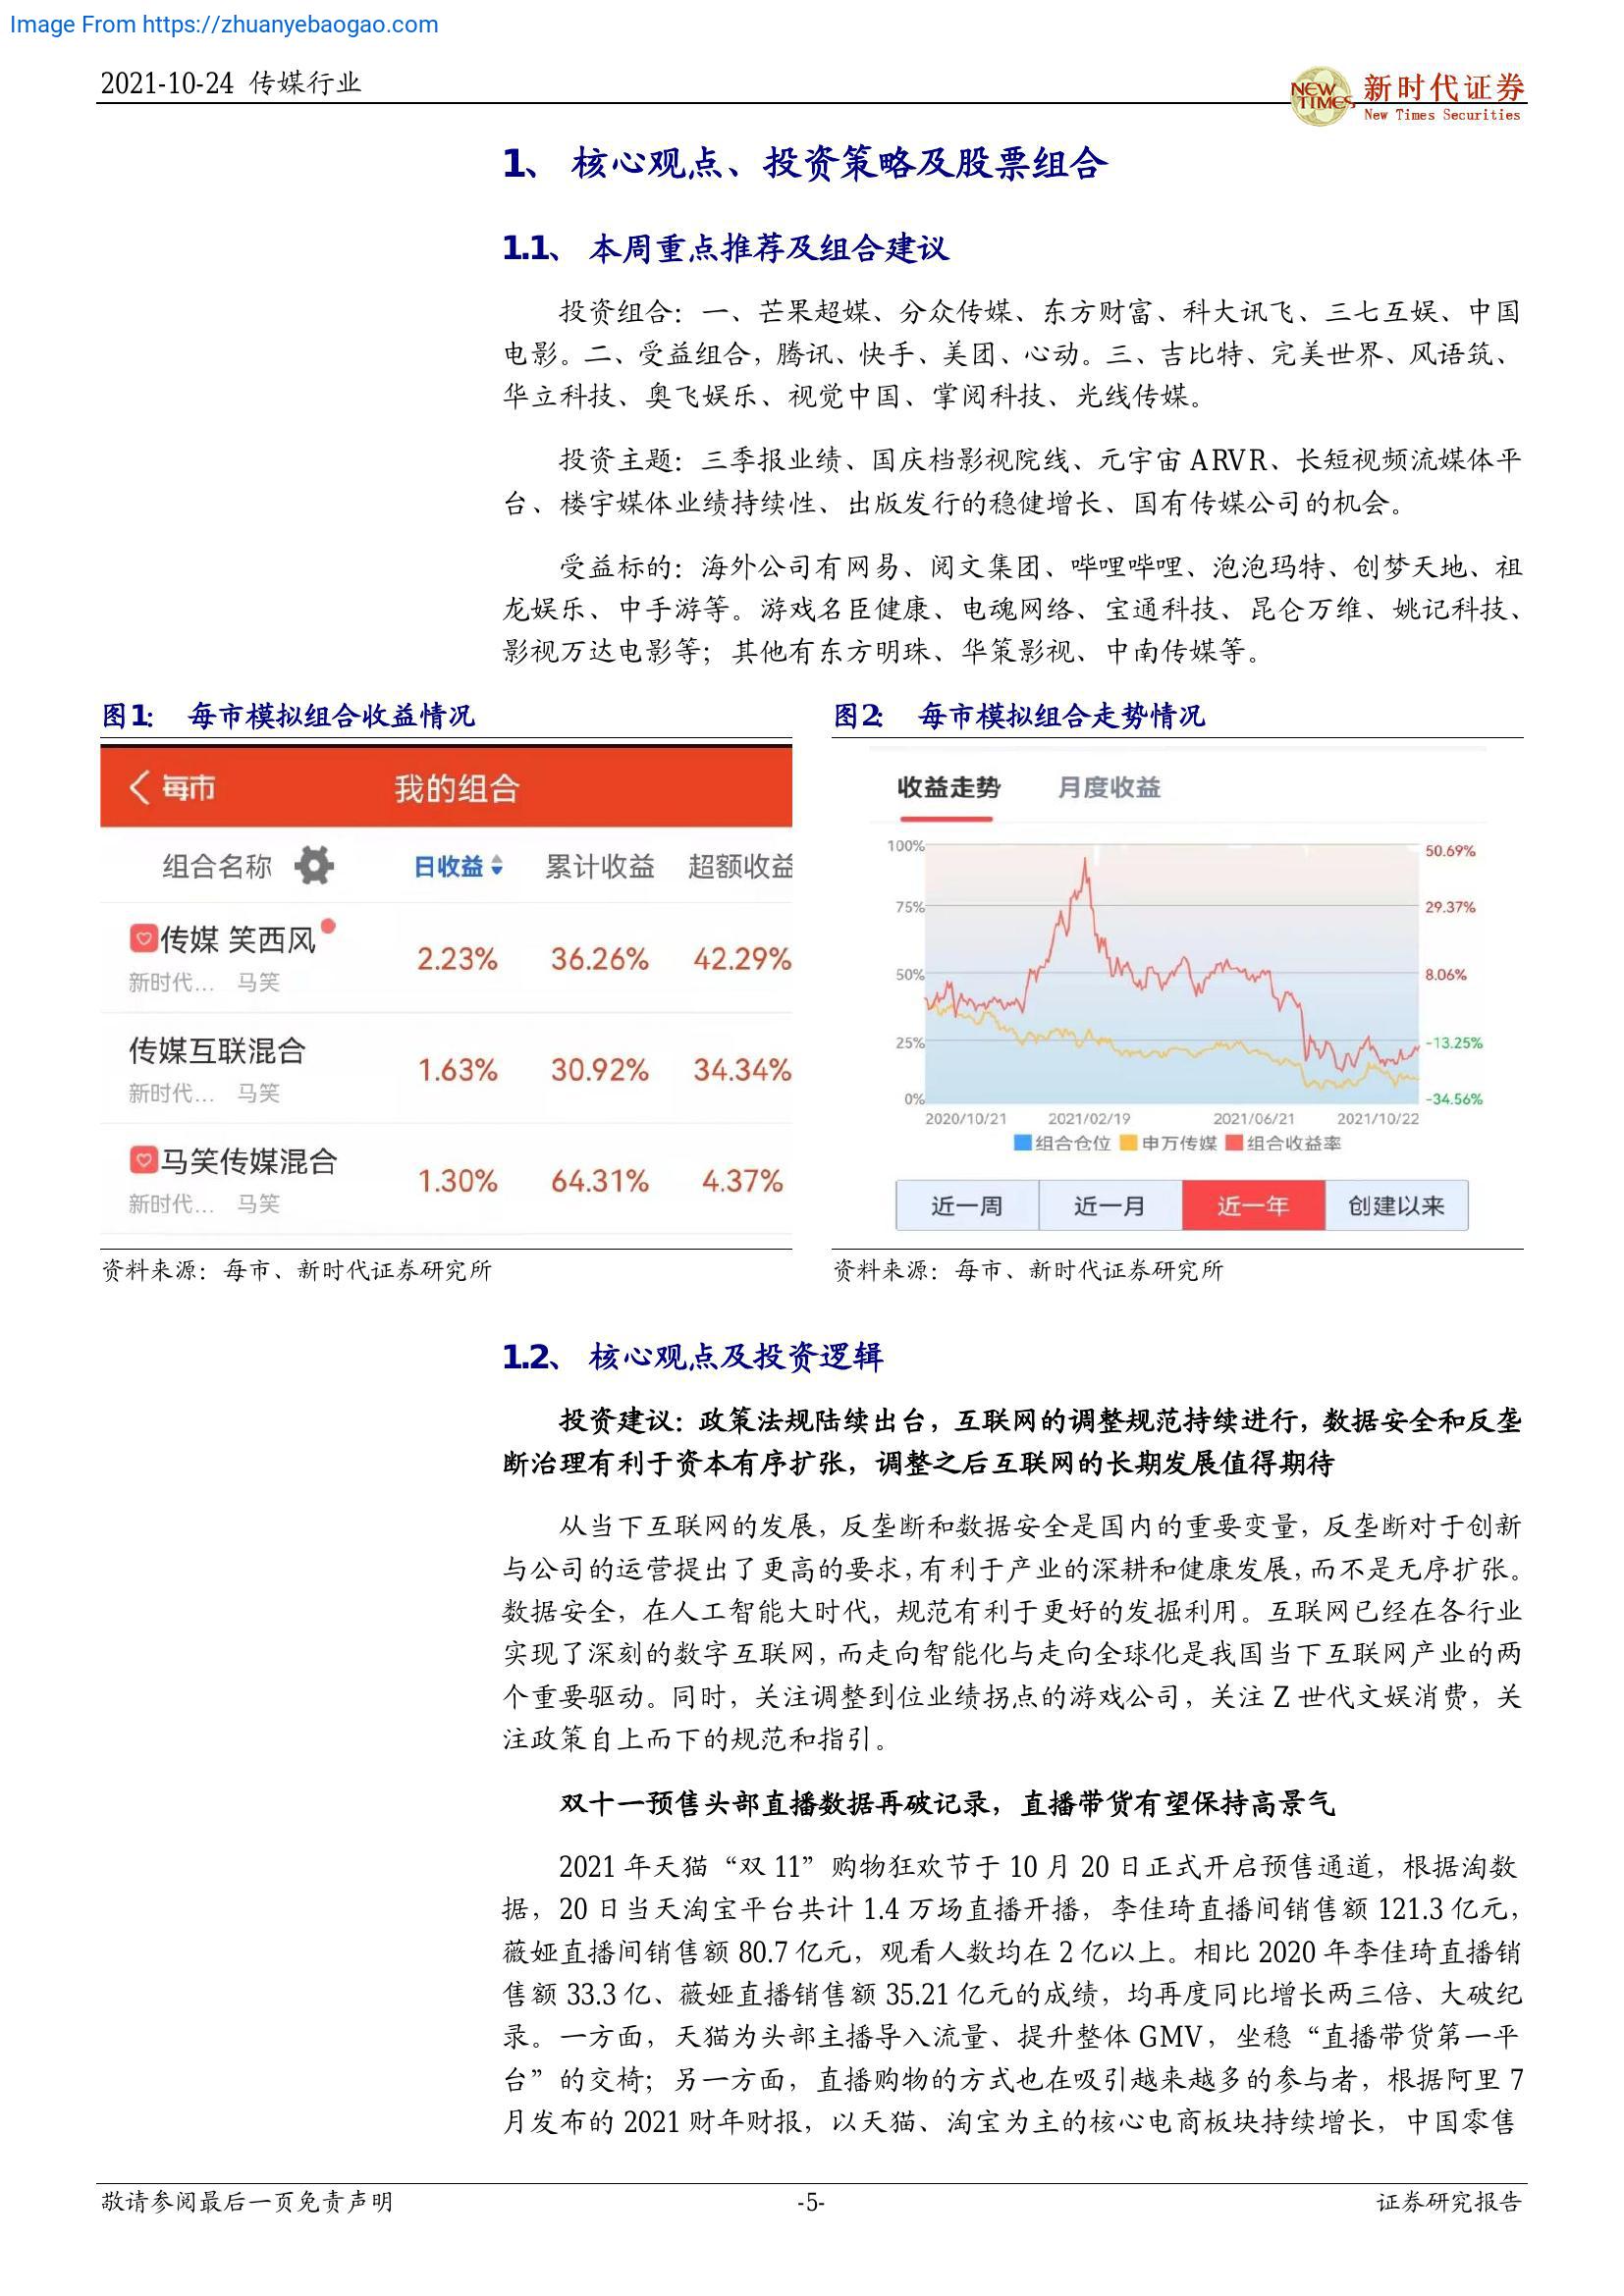 Image From https://zhuanyebaogao.com
2021-10-24 传媒行业
NEW TIMES
新时代证券
New Times Securities
1、 核心观点、投资策略及股票组合
1.1、 本周重点推荐及组合建议
投资组合：一、芒果超媒、分众传媒、东方财富、科大讯飞、三七互娱、中国
电影。二、受益组合，腾讯、快手、美团、心动。三、吉比特、完美世界、风语筑、
华立科技、奥飞娱乐、视觉中国、掌阅科技、光线传媒。
投资主题：三季报业绩、国庆档影视院线、元宇宙 ARVR、长短视频流媒体平
台、楼宇媒体业绩持续性、出版发行的稳健增长、国有传媒公司的机会。
受益标的：海外公司有网易、阅文集团、哔哩哔哩、泡泡玛特、创梦天地、祖
龙娱乐、中手游等。游戏名臣健康、电魂网络、宝通科技、昆仑万维、姚记科技、
影视万达电影等；其他有东方明珠、华策影视、中南传媒等。
图1： 每市模拟组合收益情况
每市 我的组合
组合名称 日收益 累计收益 超额收益
传媒 笑西风 2.23% 36.26% 42.29%
新时代... 马笑
传媒互联混合 1.63% 30.92% 34.34%
新时代... 马笑
马笑传媒混合 1.30% 64.31% 4.37%
新时代... 马笑
资料来源：每市、新时代证券研究所
图2： 每市模拟组合走势情况
收益走势 月度收益
100% 50.69%
75% 29.37%
50% 8.06%
25% -13.25%
0% -34.56%
2020/10/21 2021/02/19 2021/06/21 2021/10/22
组合仓位 申万传媒 组合收益率
近一周 近一月 近一年 创建以来
资料来源：每市、新时代证券研究所
1.2、 核心观点及投资逻辑
投资建议：政策法规陆续出台，互联网的调整规范持续进行，数据安全和反垄
断治理有利于资本有序扩张，调整之后互联网的长期发展值得期待
从当下互联网的发展，反垄断和数据安全是国内的重要变量，反垄断对于创新
与公司的运营提出了更高的要求，有利于产业的深耕和健康发展，而不是无序扩张。
数据安全，在人工智能大时代，规范有利于更好的发掘利用。互联网已经在各行业
实现了深刻的数字互联网，而走向智能化与走向全球化是我国当下互联网产业的两
个重要驱动。同时，关注调整到位业绩拐点的游戏公司，关注 Z 世代文娱消费，关
注政策自上而下的规范和指引。
双十一预售头部直播数据再破记录，直播带货有望保持高景气
2021 年天猫“双 11”购物狂欢节于 10 月 20 日正式开启预售通道，根据淘数
据，20 日当天淘宝平台共计 1.4 万场直播开播，李佳琦直播间销售额 121.3 亿元，
薇娅直播间销售额 80.7 亿元，观看人数均在 2 亿以上。相比 2020 年李佳琦直播销
售额 33.3 亿、薇娅直播销售额 35.21 亿元的成绩，均再度同比增长两三倍、大破纪
录。一方面，天猫为头部主播导入流量、提升整体 GMV，坐稳“直播带货第一平
台”的交椅；另一方面，直播购物的方式也在吸引越来越多的参与者，根据阿里 7
月发布的 2021 财年财报，以天猫、淘宝为主的核心电商板块持续增长，中国零售
敬请参阅最后一页免责声明 -5- 证券研究报告